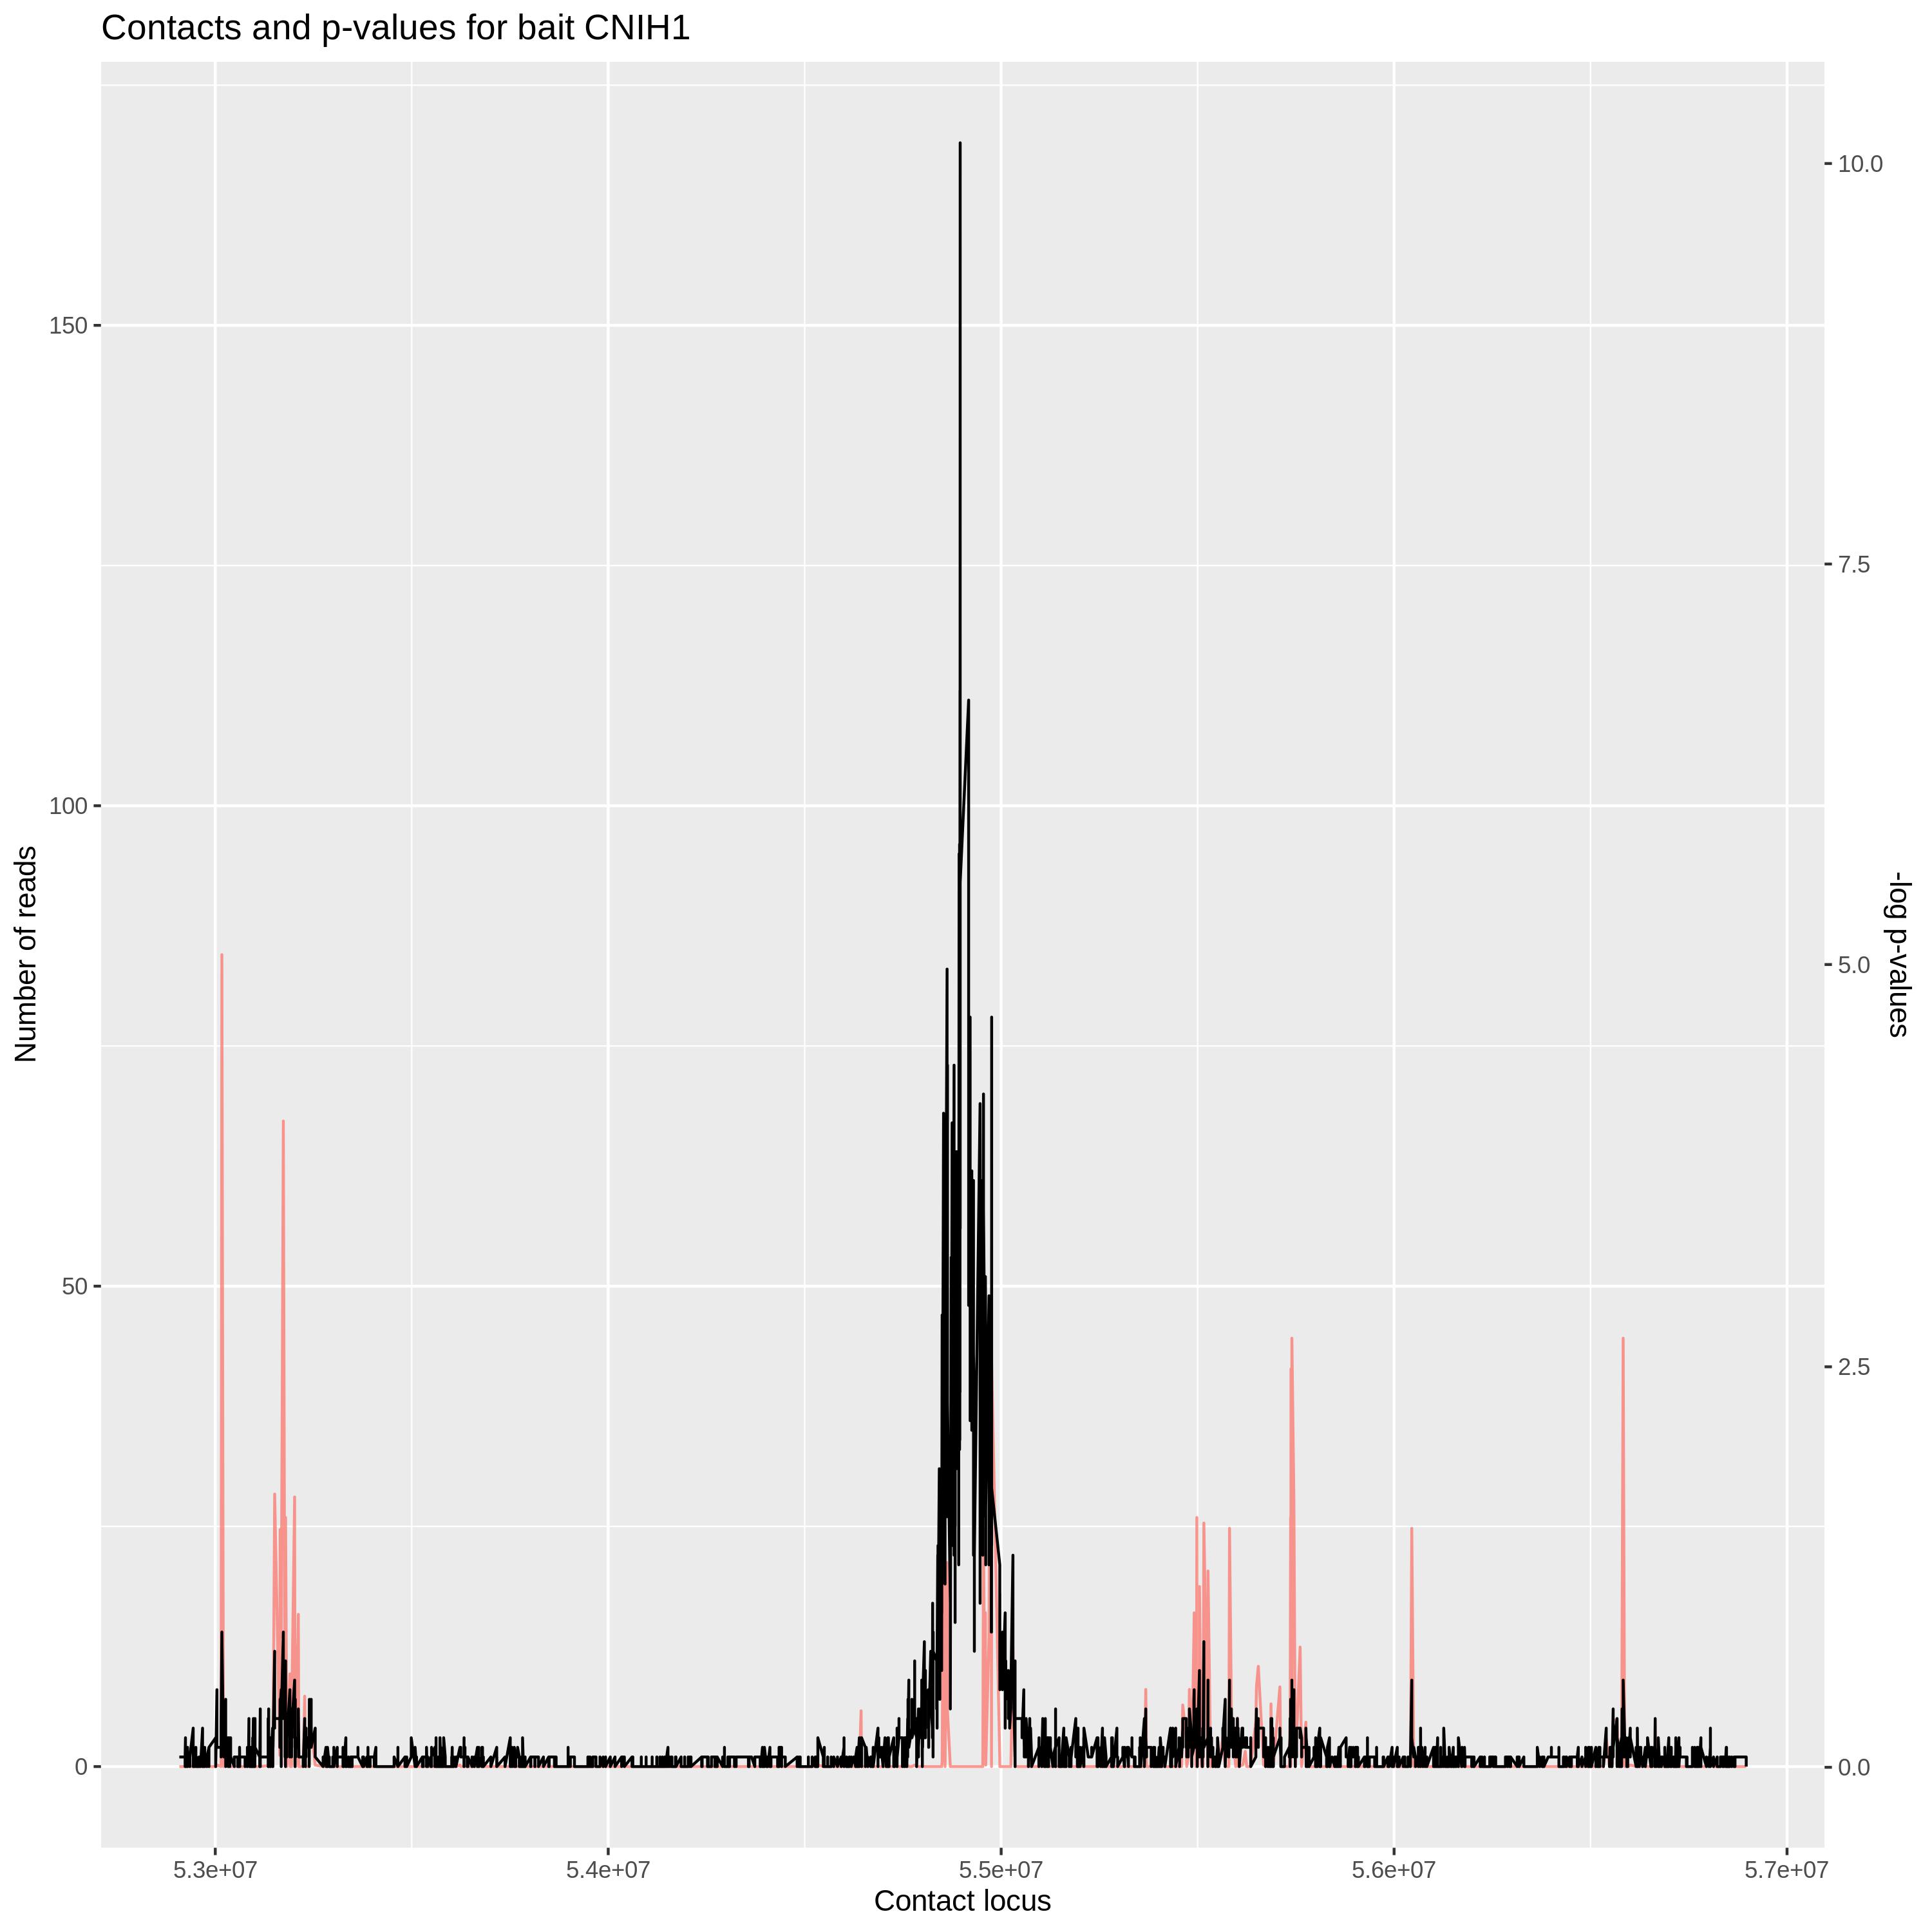 Contacts and p-values for bait CNIH1
Number of reads
150
100
50
0
10.0
7.5
5.0
2.5
0.0
-log p-values
5.3e+07
5.4e+07
5.5e+07
5.6e+07
5.7e+07
Contact locus